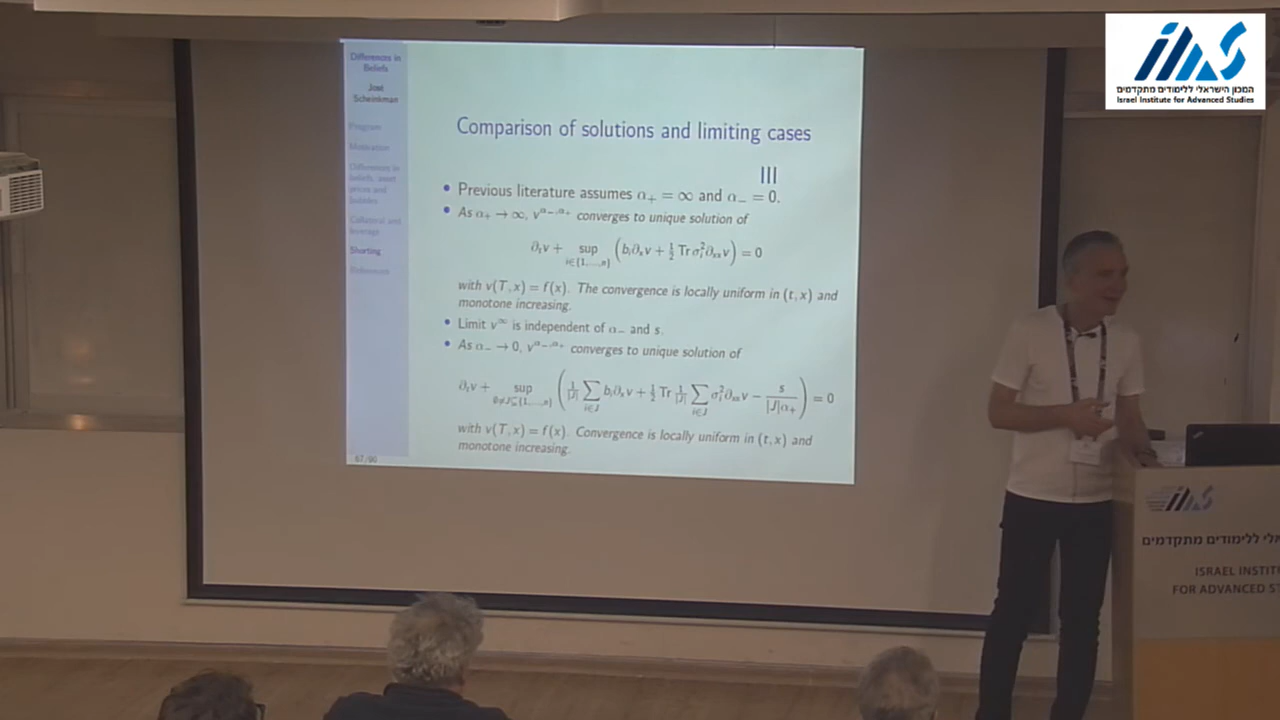 Differences in
Beliefs
José
Scheinkman
Program
Motivation
Differences in
beliefs, asset
prices and
bubbles
Collateral and
leverage
Shorting
References
67/90
Comparison of solutions and limiting cases
III
• Previous literature assumes α₊ = ∞ and α₋ = 0.
• As α₊ → ∞, v^{α₋,α₊} converges to unique solution of
∂ₜv + sup_{i∈{1,...,n}} (bᵢ∂ₓv + ½ Tr σᵢ²∂ₓₓv) = 0
with v(T, x) = f(x). The convergence is locally uniform in (t, x) and
monotone increasing.
• Limit v^∞ is independent of α₋ and s.
• As α₋ → 0, v^{α₋,α₊} converges to unique solution of
∂ₜv + sup_{∅≠J⊆{1,...,n}} (1/|J| ∑_{i∈J} bᵢ∂ₓv + ½ Tr 1/|J| ∑_{i∈J} σᵢ²∂ₓₓv − s/(|J|α₊)) = 0
with v(T, x) = f(x). Convergence is locally uniform in (t, x) and
monotone increasing.
המכון הישראלי ללימודים מתקדמים
Israel Institute for Advanced Studies
ללימודים מתקדמים
ISRAEL
FOR ADVANCED